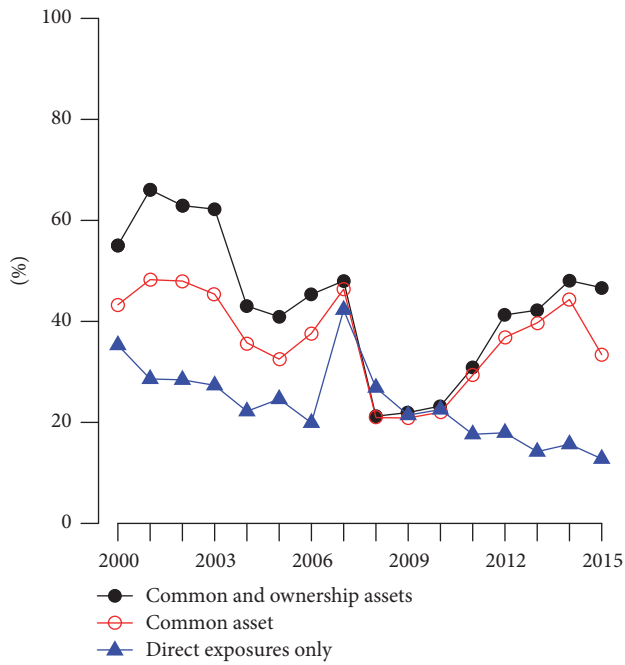 100
80
60
(%)
40
20
0
2000 2003 2006 2009 2012 2015
Common and ownership assets
Common asset
Direct exposures only